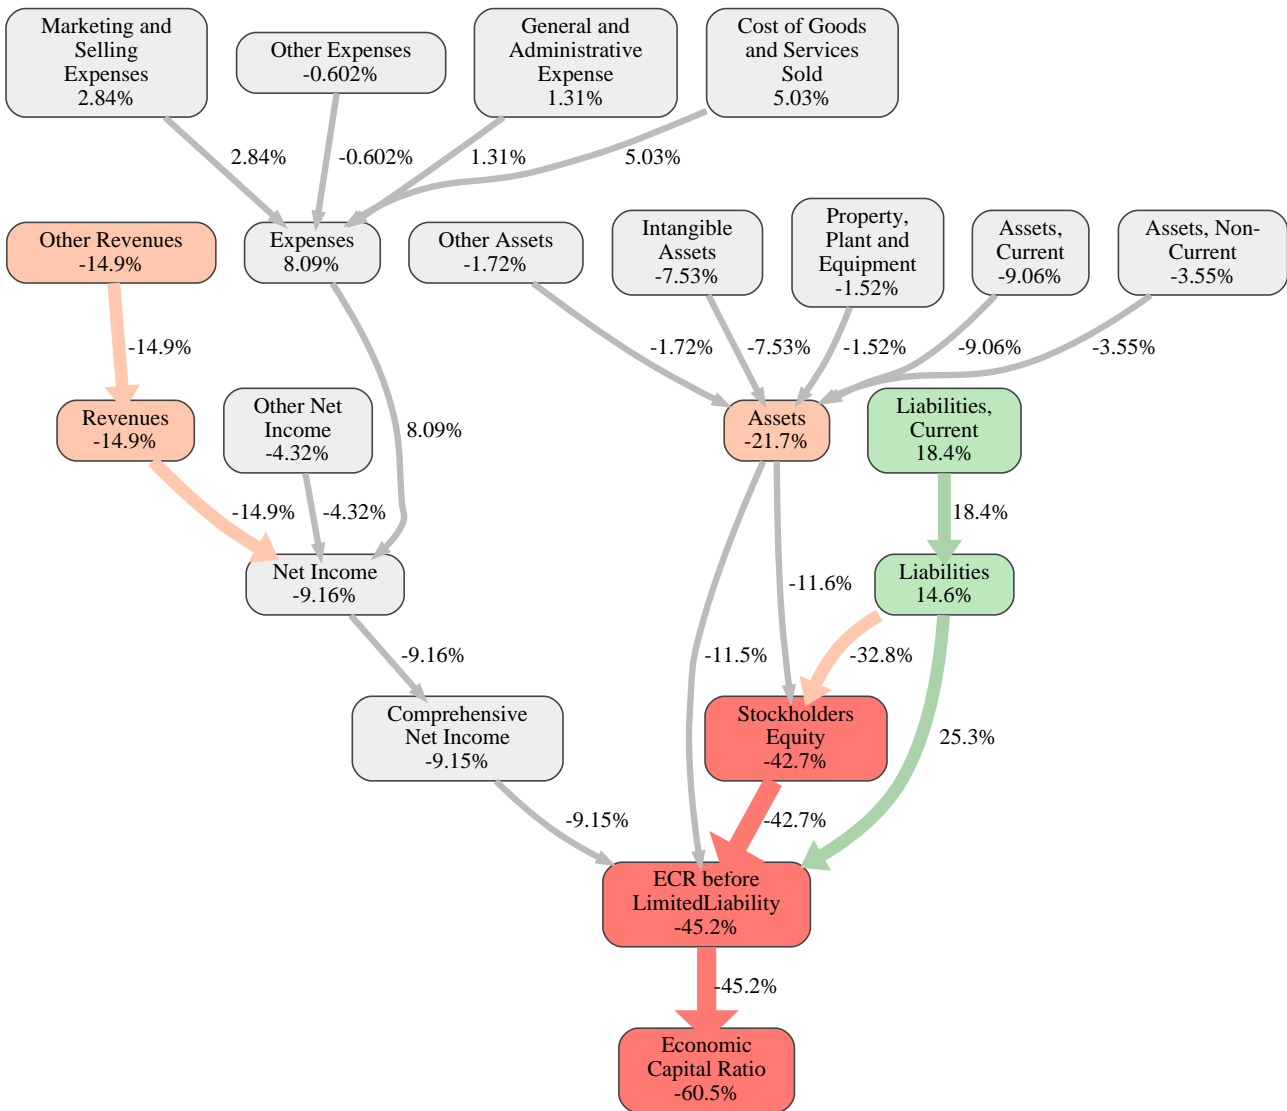 Marketing and
Selling
Expenses
2.84%
Other Expenses
-0.602%
General and
Administrative
Expense
1.31%
Cost of Goods
and Services
Sold
5.03%
2.84%
-0.602%
1.31%
5.03%
Other Revenues
-14.9%
Expenses
8.09%
Other Assets
-1.72%
Intangible
Assets
-7.53%
Property,
Plant and
Equipment
-1.52%
Assets,
Current
-9.06%
Assets, Non-
Current
-3.55%
-14.9%
-1.72%
-7.53%
-1.52%
-9.06%
-3.55%
Revenues
-14.9%
Other Net
Income
-4.32%
8.09%
Assets
-21.7%
Liabilities,
Current
18.4%
-14.9%
-4.32%
18.4%
Net Income
-9.16%
-11.6%
Liabilities
14.6%
-9.16%
-11.5%
-32.8%
Comprehensive
Net Income
-9.15%
Stockholders
Equity
-42.7%
25.3%
-9.15%
-42.7%
ECR before
LimitedLiability
-45.2%
-45.2%
Economic
Capital Ratio
-60.5%